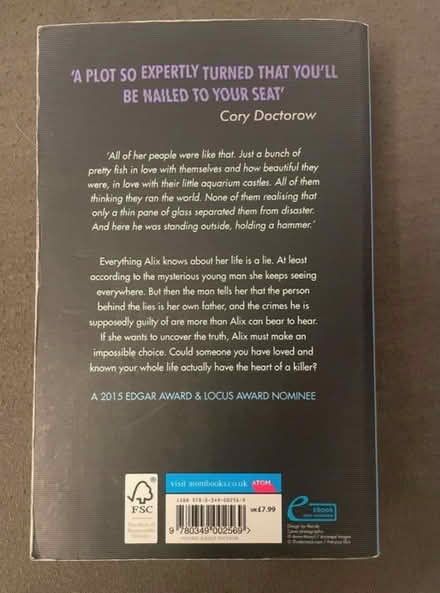 'A PLOT SO EXPERTLY TURNED THAT YOU'LL
BE NAILED TO YOUR SEAT'
Cory Doctorow
'All of her people were like that. Just a bunch of
pretty fish in love with themselves and how beautiful they
were, in love with their little aquarium castles. All of them
thinking they ran the world. None of them realising that
only a thin pane of glass separated them from disaster.
And here he was standing outside, holding a hammer.'
Everything Alix knows about her life is a lie. At least
according to the mysterious young man she keeps seeing
everywhere. But then the man tells her that the person
behind the lies is her own father, and the crimes he is
supposedly guilty of are more than Alix can bear to hear.
If she wants to uncover the truth, Alix must make an
impossible choice. Could someone you have loved and
known your whole life actually have the heart of a killer?
A 2015 EDGAR AWARD & LOCUS AWARD NOMINEE
visit atombooks.co.uk
ATOM
FSC
ISBN 978-0-349-00256-9
UK £7.99
9 780349 002569 >
eBook